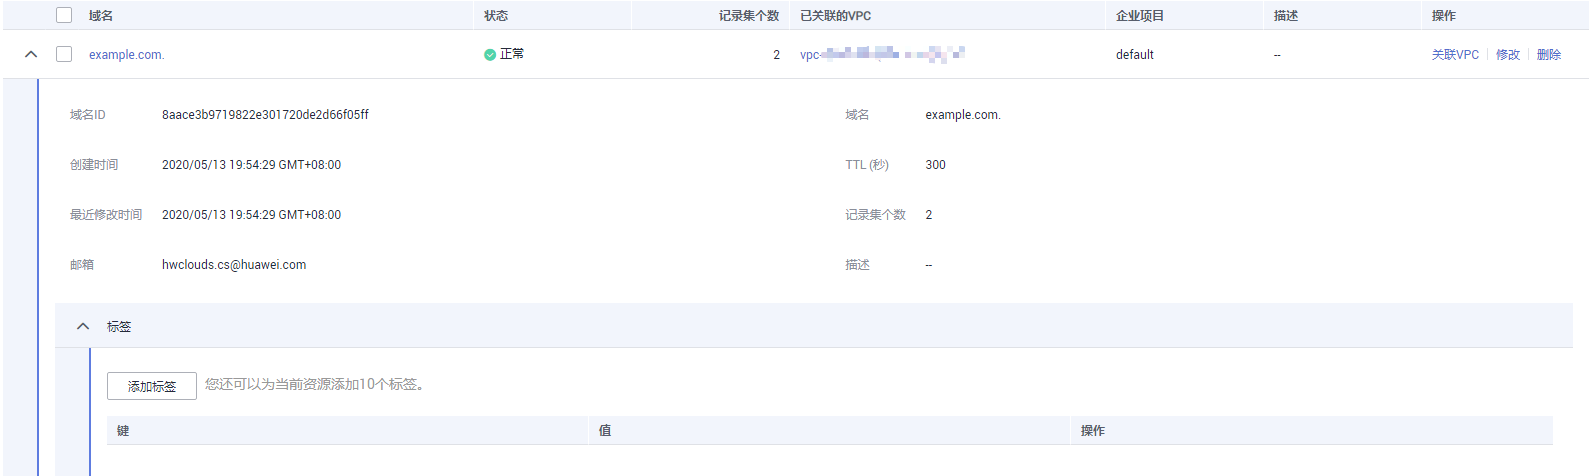 域名 状态 记录集个数 已关联的VPC 企业项目 描述 操作
example.com. 正常 2 vpc- default -- 关联VPC 修改 删除
域名ID 8aace3b9719822e301720de2d66f05ff 域名 example.com.
创建时间 2020/05/13 19:54:29 GMT+08:00 TTL (秒) 300
最近修改时间 2020/05/13 19:54:29 GMT+08:00 记录集个数 2
邮箱 hwclouds.cs@huawei.com 描述 --
标签
添加标签 您还可以为当前资源添加10个标签。
键 值 操作